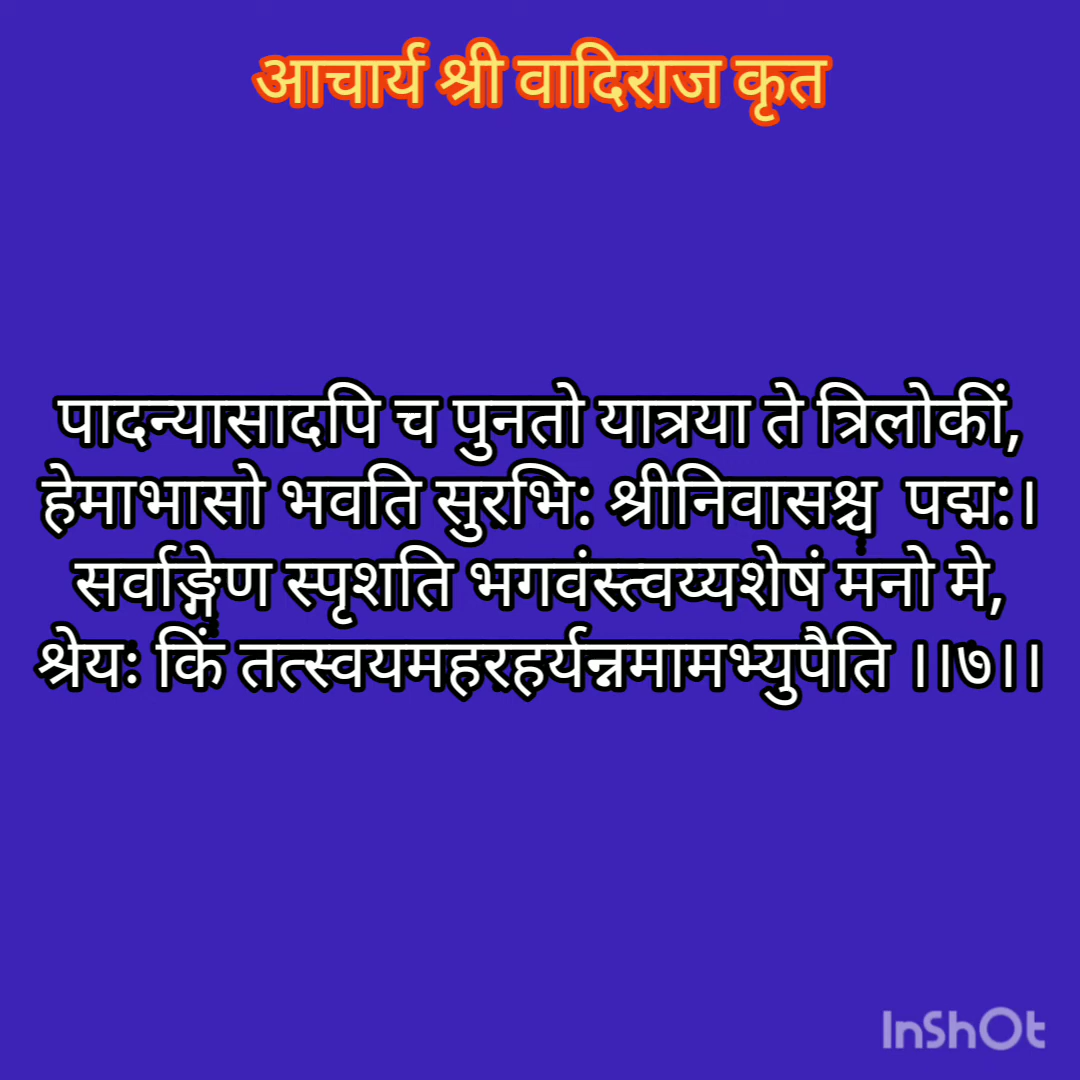 आचार्य श्री वादिराज कृत
पादन्यासादपि च पुनतो यात्रया ते त्रिलोकीं,
हेमाभासो भवति सुरभि: श्रीनिवासश्च॒ पद्म:।
सर्वाङ्गे॒ण स्पृशति भगवंस्त्वय्यशेषं मनो मे,
श्रेयः किं तत्स्वयमहरहर्यन्नमामभ्युपैति ।।७।।
InShOt